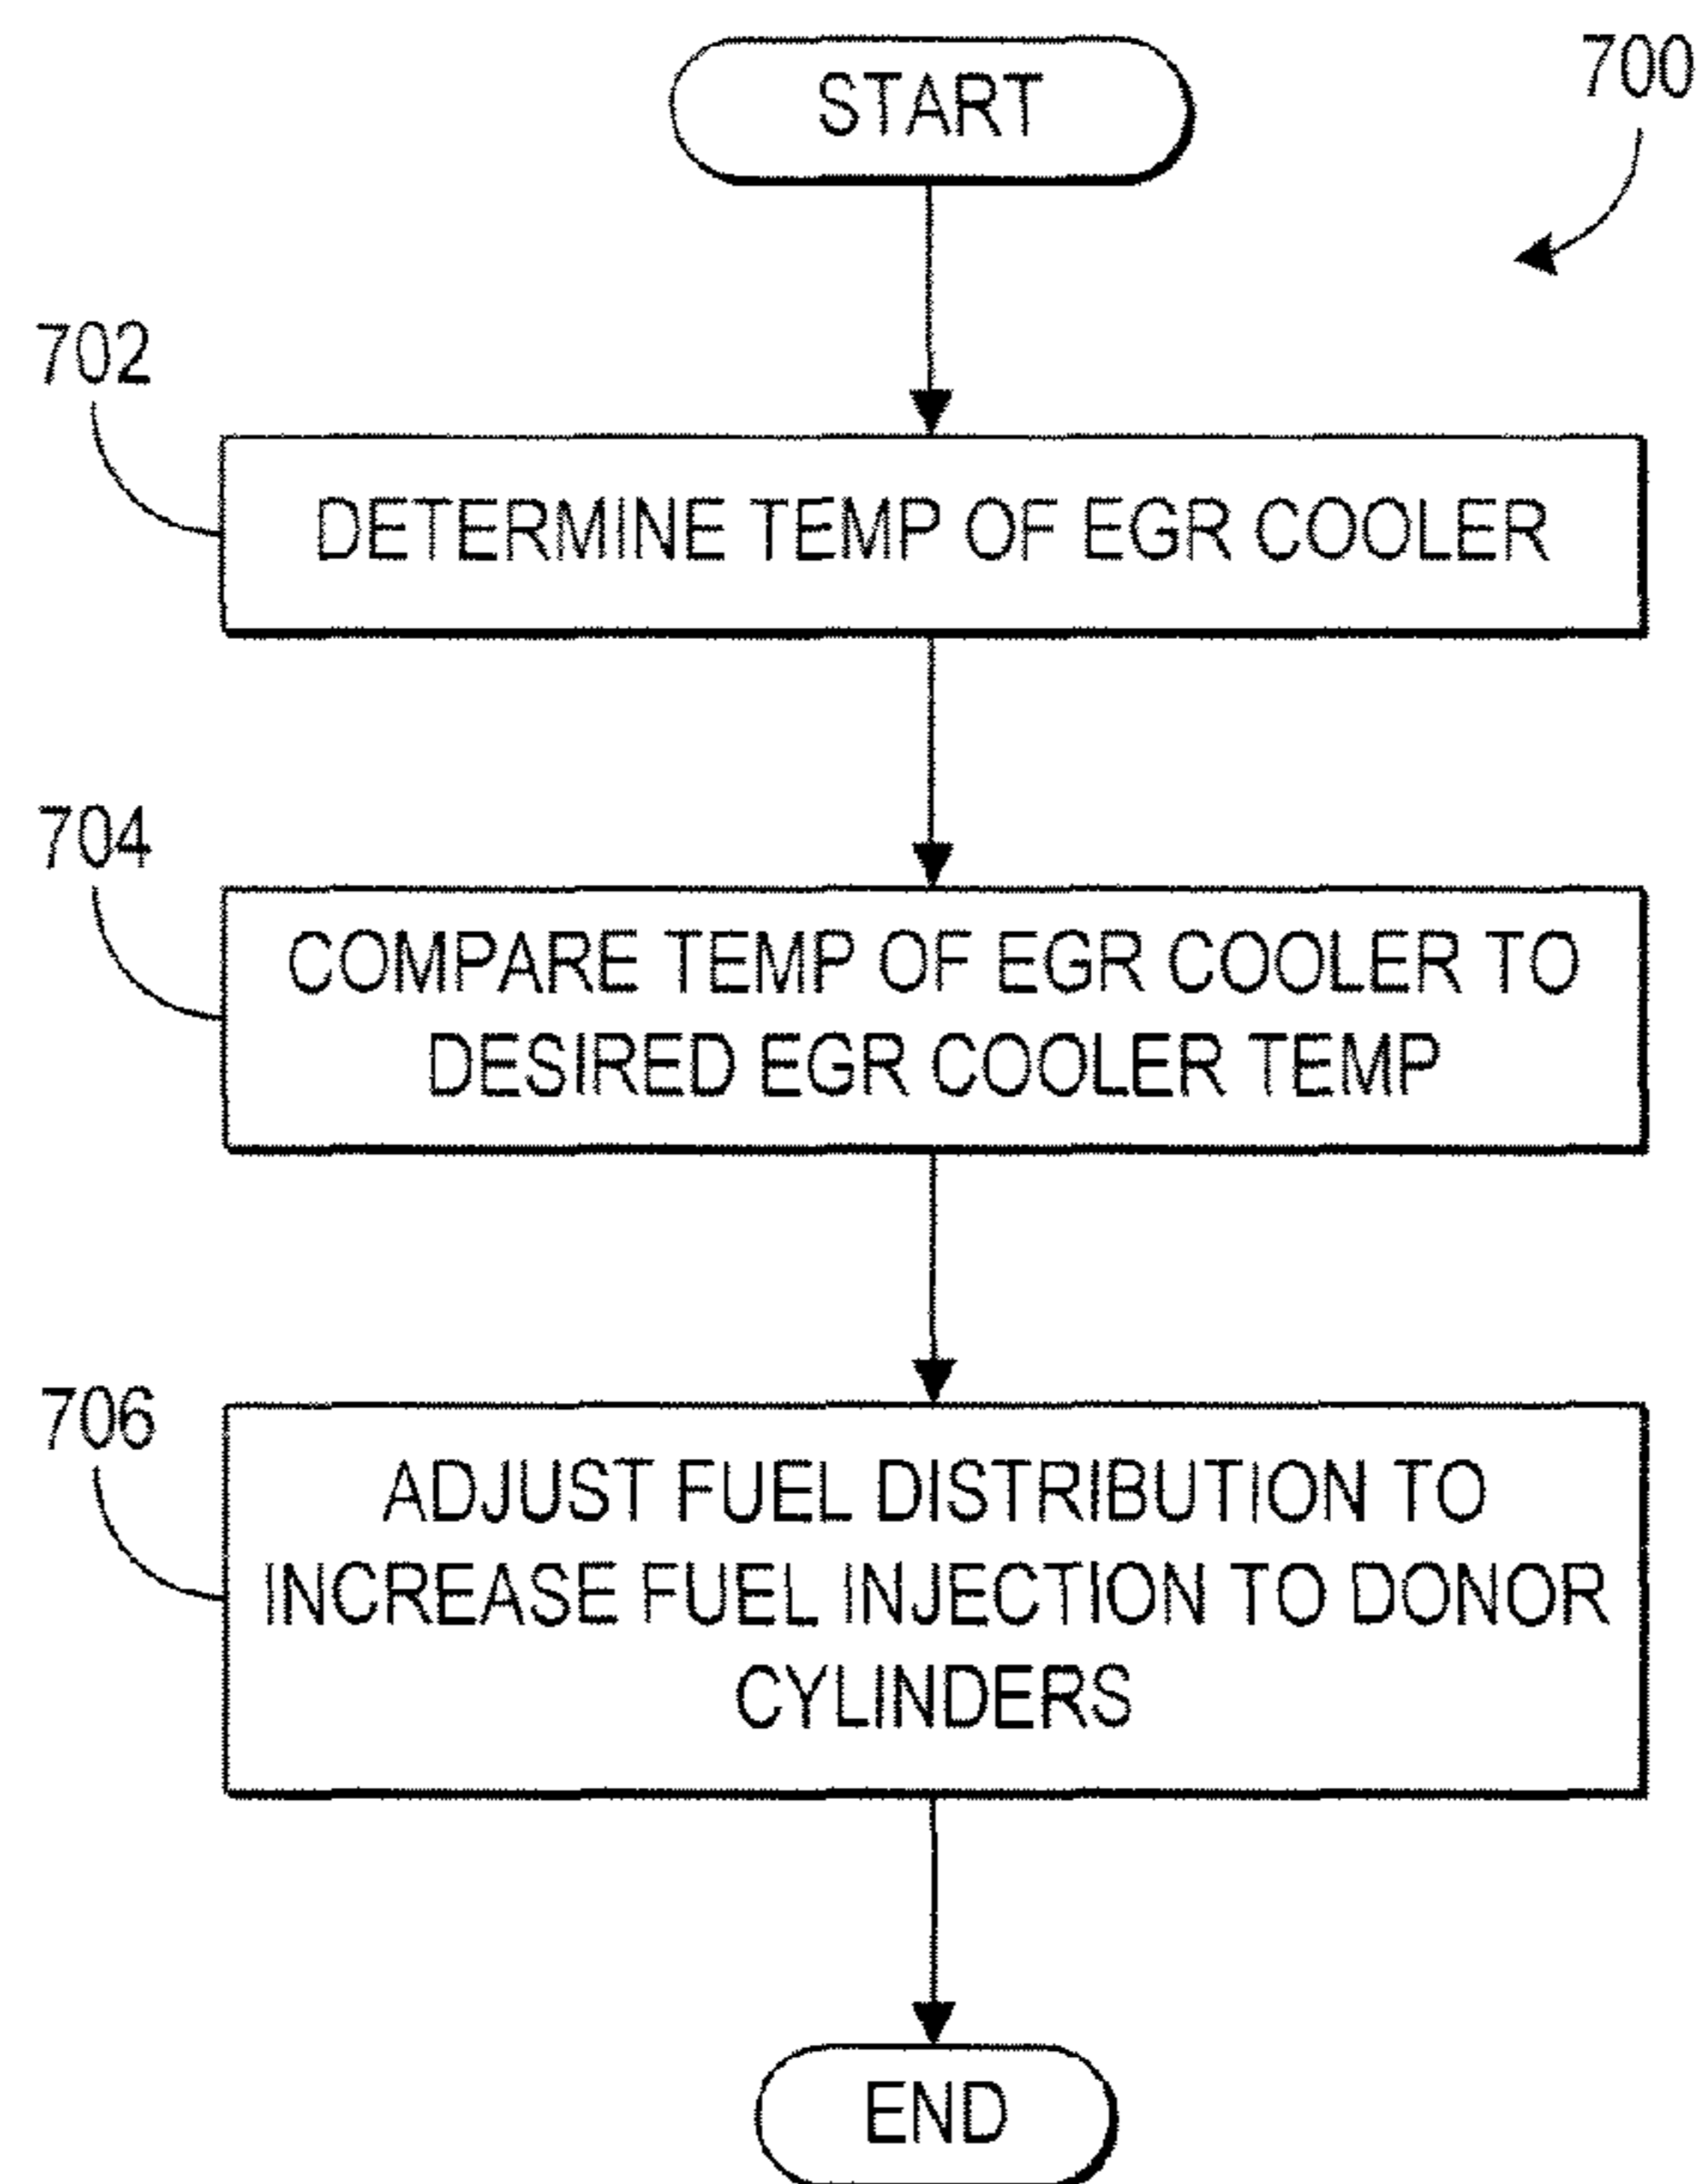 START
700
702
DETERMINE TEMP OF EGR COOLER
704
COMPARE TEMP OF EGR COOLER TO
DESIRED EGR COOLER TEMP
706
ADJUST FUEL DISTRIBUTION TO
INCREASE FUEL INJECTION TO DONOR
CYLINDERS
END